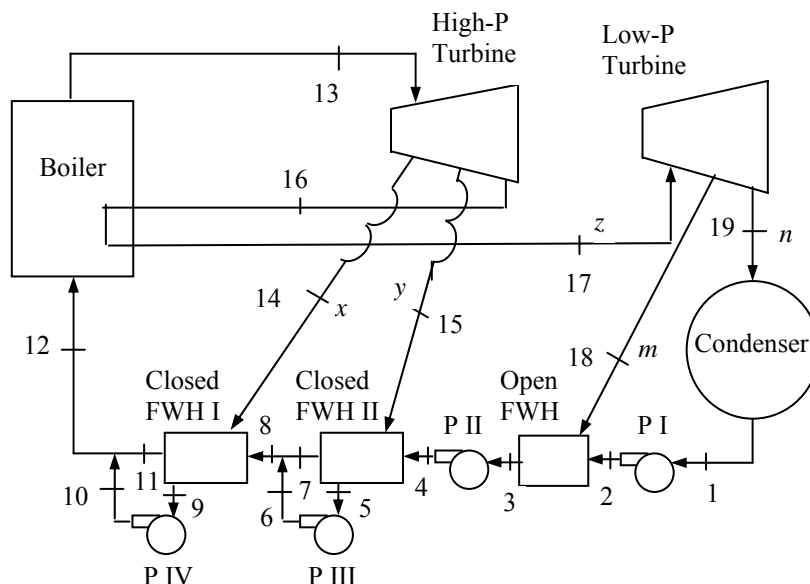 High-P
Turbine
Low-P
Turbine
13
Boiler
16
z
19
n
17
14
x
y
15
12
18
m
Condenser
Closed
FWH I
Closed
FWH II
Open
FWH
8
P II
P I
11
10
9
7
6
5
4
3
2
1
P IV
P III